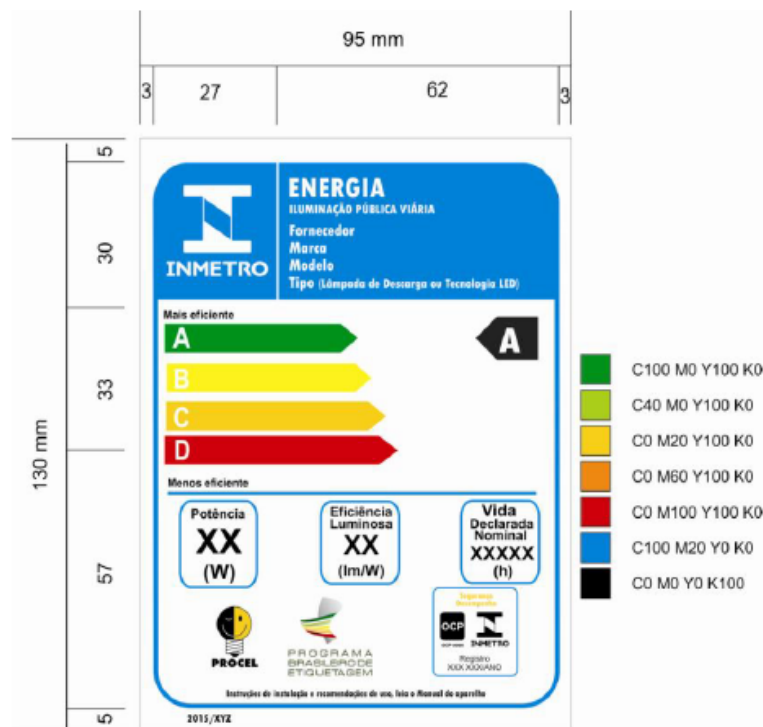 95 mm
3
27
62
3
5
30
33
130 mm
57
5
INMETRO
ENERGIA
ILUMINAÇÃO PÚBLICA VIÁRIA
Fornecedor
Marca
Modelo
Tipo (Lâmpada de Descarga ou Tecnologia LED)
Mais eficiente
A
A
B
C
D
Menos eficiente
Potência
XX
(W)
Eficiência
Luminosa
XX
(lm/W)
Vida
Declarada
Nominal
XXXXX
(h)
PROCEL
PROGRAMA
BRASILEIRO DE
ETIQUETAGEM
Segurança
Desempenho
OCP
INMETRO
Registro
XXX XXX/ANO
Instruções de instalação e recomendações de uso, leia o Manual do aparelho
2015/XYZ
C100 M0 Y100 K0
C40 M0 Y100 K0
C0 M20 Y100 K0
C0 M60 Y100 K0
C0 M100 Y100 K0
C100 M20 Y0 K0
C0 M0 Y0 K100